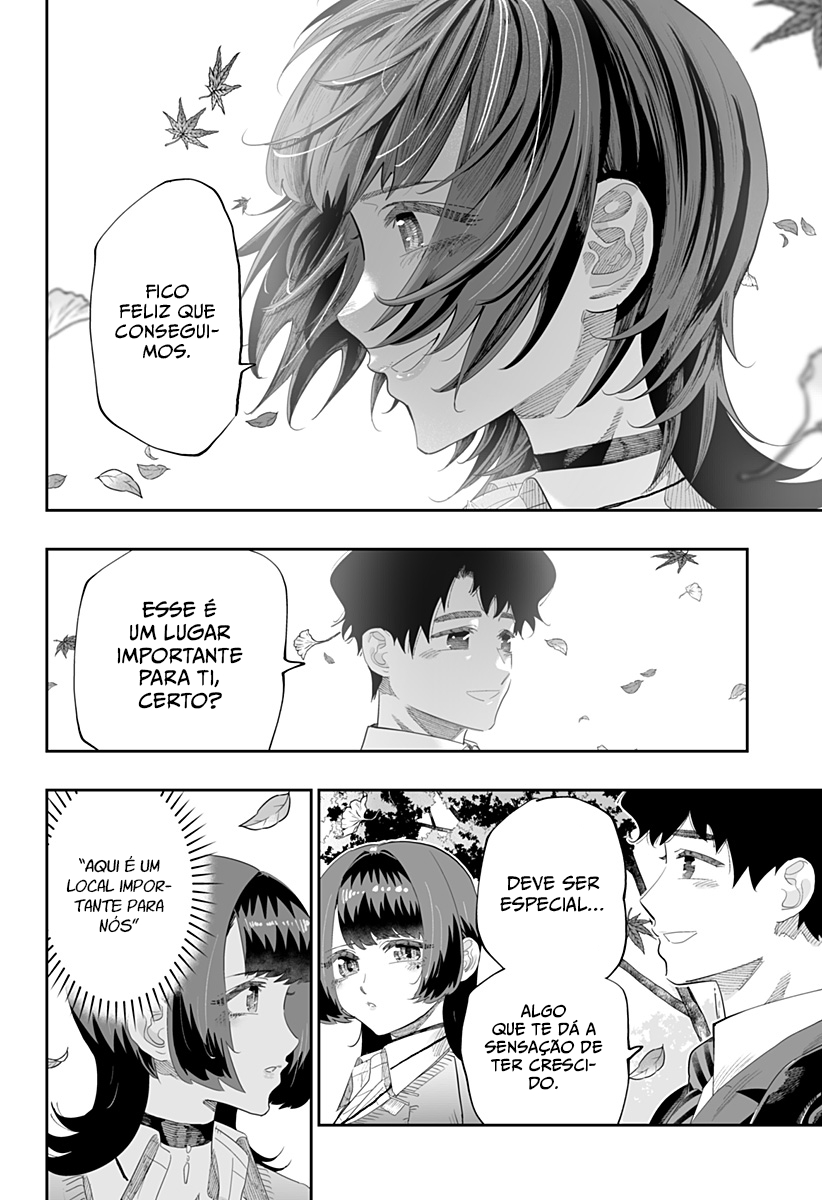 FICO
FELIZ QUE
CONSEGUI-
MOS.
ESSE É
UM LUGAR
IMPORTANTE
PARA TI,
CERTO?
DEVE SER
ESPECIAL...
ALGO
QUE TE DÁ A
SENSAÇÃO DE
TER CRESCI-
DO.
"AQUI É UM
LOCAL IMPOR-
TANTE PARA
NÓS"